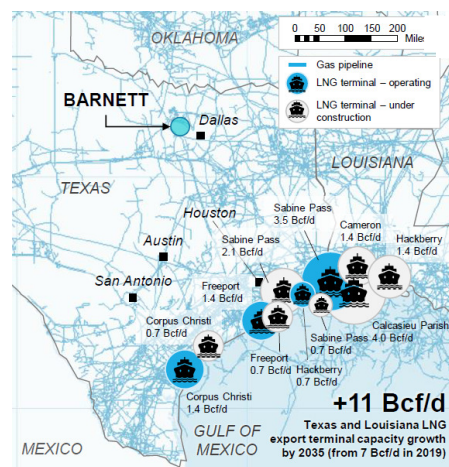 OKLAHOMA
0 50 100 150 200
Miles
Gas pipeline
LNG terminal – operating
LNG terminal – under
construction
BARNETT
Dallas
LOUISIANA
TEXAS
Houston
Sabine Pass
3.5 Bcf/d
Cameron
1.4 Bcf/d
Hackberry
1.4 Bcf/d
Sabine Pass
2.1 Bcf/d
Austin
San Antonio
Freeport
1.4 Bcf/d
Corpus Christi
0.7 Bcf/d
Freeport
0.7 Bcf/d
Hackberry
0.7 Bcf/d
Sabine Pass
0.7 Bcf/d
Calcasieu Parish
4.0 Bcf/d
Corpus Christi
1.4 Bcf/d
+11 Bcf/d
Texas and Louisiana LNG
export terminal capacity growth
by 2035 (from 7 Bcf/d in 2019)
GULF OF
MEXICO
MEXICO